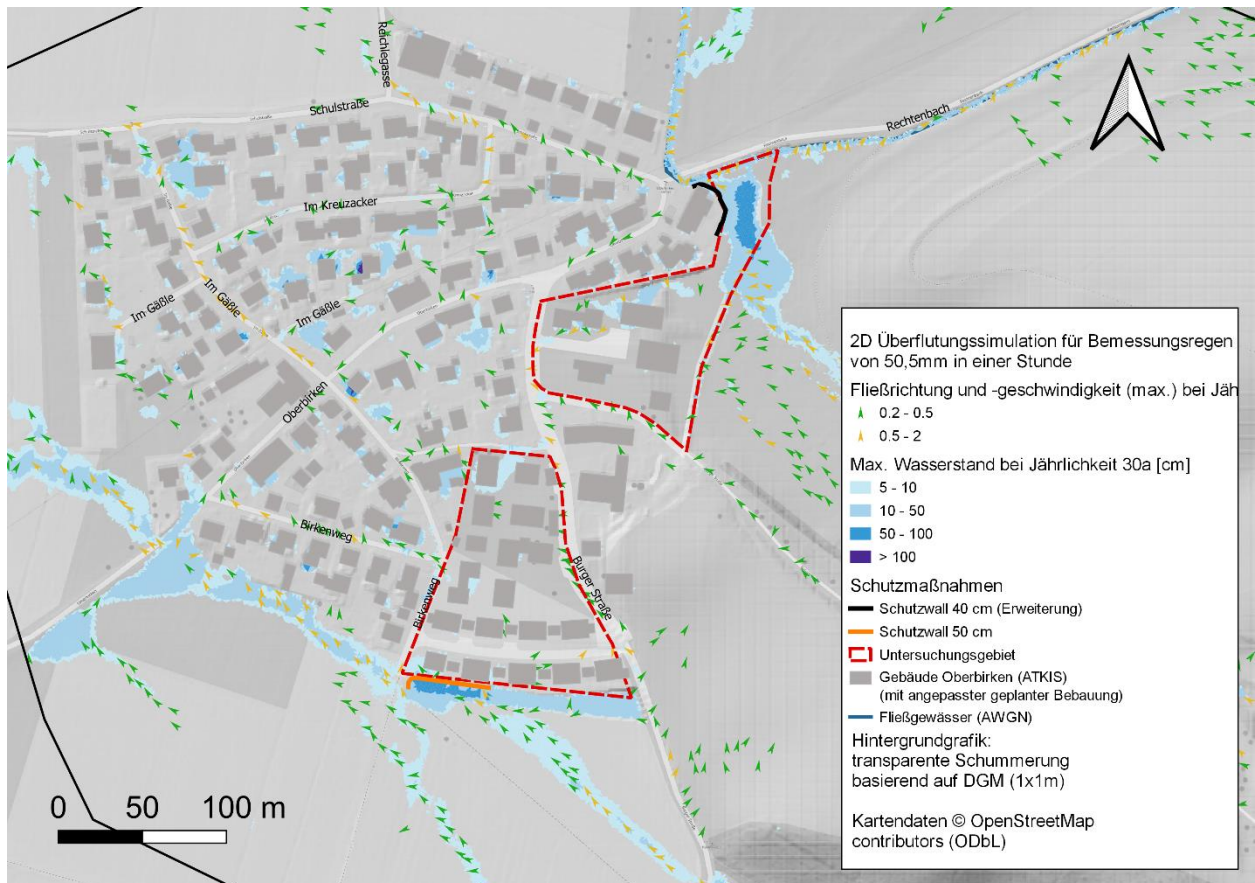 Reichlegasse
Schulstraße
Rechtenbach
Im Kreuzacker
Im Gäßle
Im Gäßle
Im Gäßle
Oberbirken
Birkenweg
Birkenweg
Burger Straße
0 50 100 m
2D Überflutungssimulation für Bemessungsregen
von 50,5mm in einer Stunde
Fließrichtung und -geschwindigkeit (max.) bei Jäh
0.2 - 0.5
0.5 - 2
Max. Wasserstand bei Jährlichkeit 30a [cm]
5 - 10
10 - 50
50 - 100
> 100
Schutzmaßnahmen
Schutzwall 40 cm (Erweiterung)
Schutzwall 50 cm
Untersuchungsgebiet
Gebäude Oberbirken (ATKIS)
(mit angepasster geplanter Bebauung)
Fließgewässer (AWGN)
Hintergrundgrafik:
transparente Schummerung
basierend auf DGM (1x1m)
Kartendaten © OpenStreetMap
contributors (ODbL)